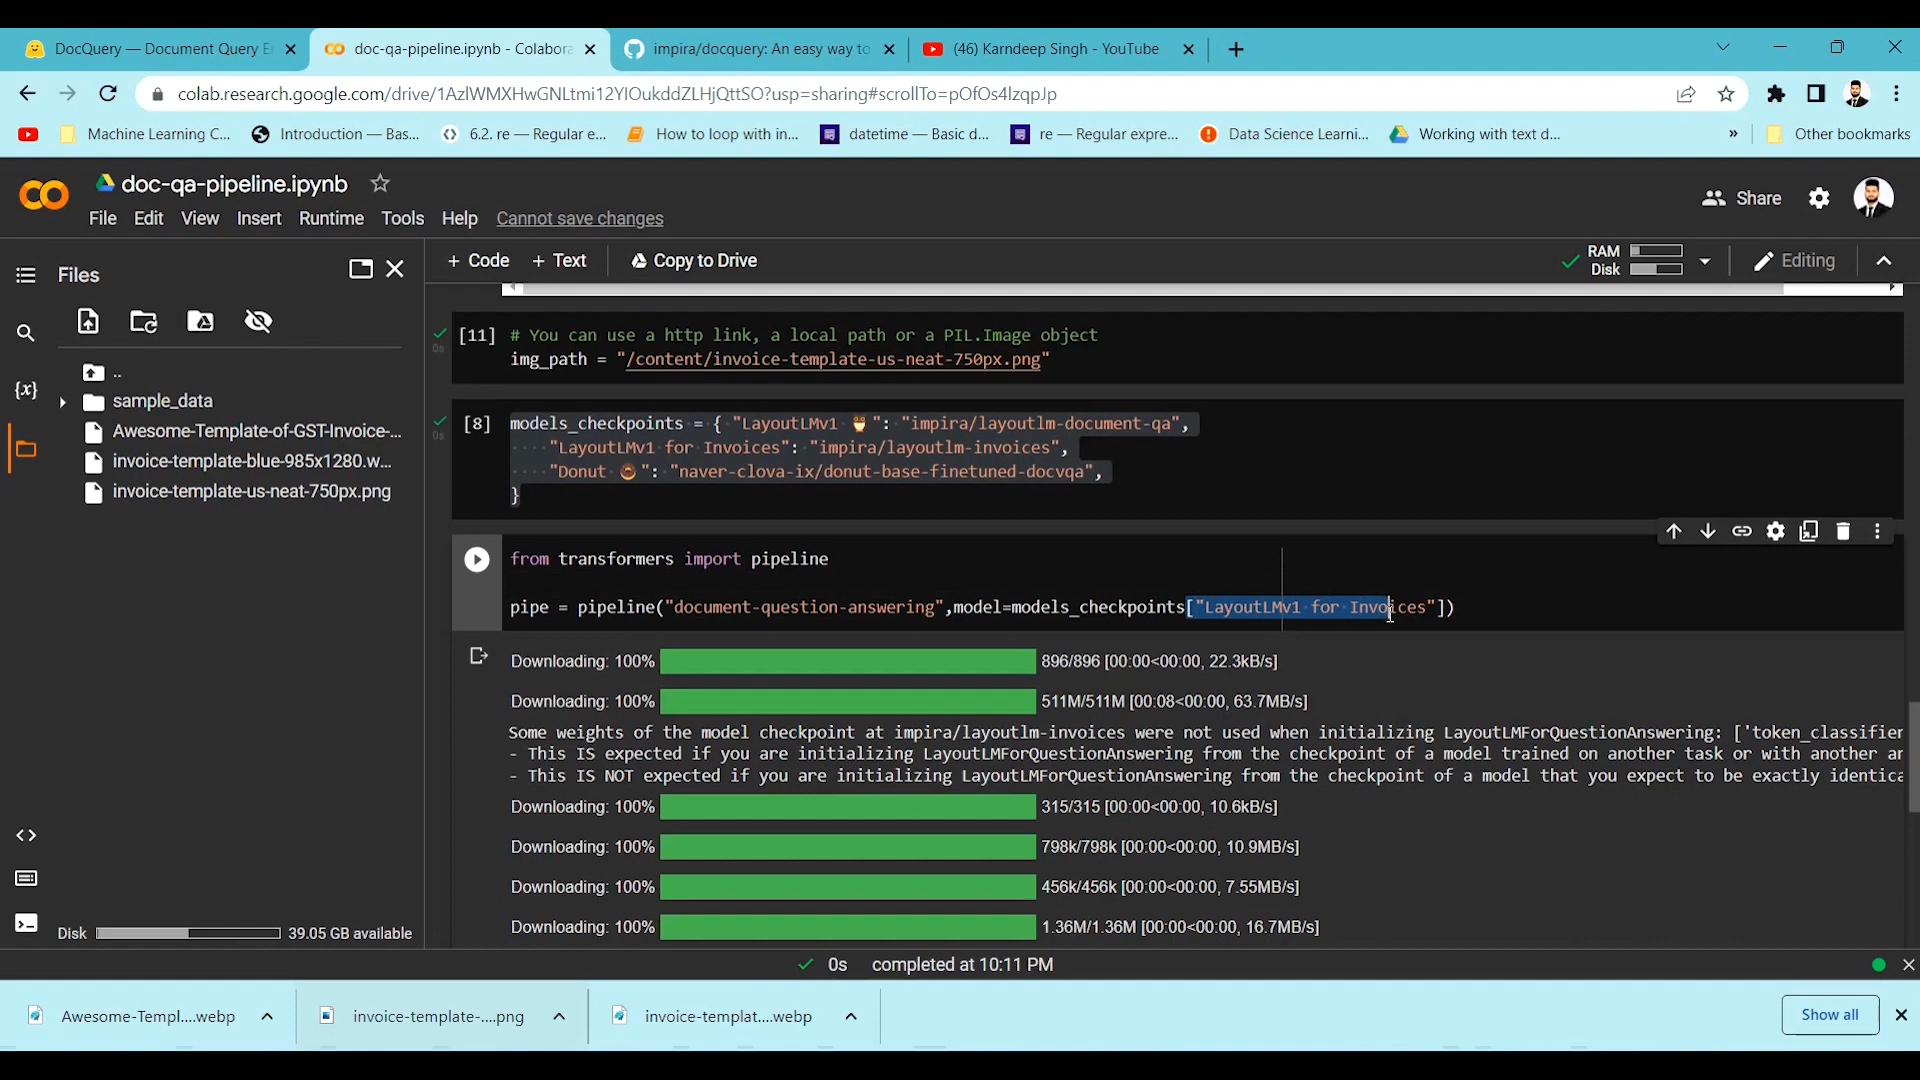 DocQuery — Document Query E
doc-qa-pipeline.ipynb - Colabora
impira/docquery: An easy way to
(46) Karndeep Singh - YouTube
colab.research.google.com/drive/1AzlWMXHwGNLtmi12YIOukddZLHjQttSO?usp=sharing#scrollTo=pOfOs4lzqpJp
Machine Learning C...
Introduction — Bas...
6.2. re — Regular e...
How to loop with in...
datetime — Basic d...
re — Regular expre...
Data Science Learni...
Working with text d...
»
Other bookmarks
doc-qa-pipeline.ipynb
Share
File Edit View Insert Runtime Tools Help Cannot save changes
Files
+ Code + Text Copy to Drive
RAM
Disk
Editing
..
sample_data
Awesome-Template-of-GST-Invoice-...
invoice-template-blue-985x1280.w...
invoice-template-us-neat-750px.png
{x}
[11] # You can use a http link, a local path or a PIL.Image object
img_path = "/content/invoice-template-us-neat-750px.png"
0s
[8] models_checkpoints = { "LayoutLMv1 🦉": "impira/layoutlm-document-qa",
0s
"LayoutLMv1 for Invoices": "impira/layoutlm-invoices",
"Donut 🍩": "naver-clova-ix/donut-base-finetuned-docvqa",
}
from transformers import pipeline
pipe = pipeline("document-question-answering",model=models_checkpoints["LayoutLMv1 for Invoices"])
Downloading: 100% 896/896 [00:00<00:00, 22.3kB/s]
Downloading: 100% 511M/511M [00:08<00:00, 63.7MB/s]
Some weights of the model checkpoint at impira/layoutlm-invoices were not used when initializing LayoutLMForQuestionAnswering: ['token_classifier
- This IS expected if you are initializing LayoutLMForQuestionAnswering from the checkpoint of a model trained on another task or with another ar
- This IS NOT expected if you are initializing LayoutLMForQuestionAnswering from the checkpoint of a model that you expect to be exactly identica
Downloading: 100% 315/315 [00:00<00:00, 10.6kB/s]
Downloading: 100% 798k/798k [00:00<00:00, 10.9MB/s]
Downloading: 100% 456k/456k [00:00<00:00, 7.55MB/s]
Downloading: 100% 1.36M/1.36M [00:00<00:00, 16.7MB/s]
Disk 39.05 GB available
0s completed at 10:11 PM
Awesome-Templ....webp
invoice-template-....png
invoice-templat....webp
Show all